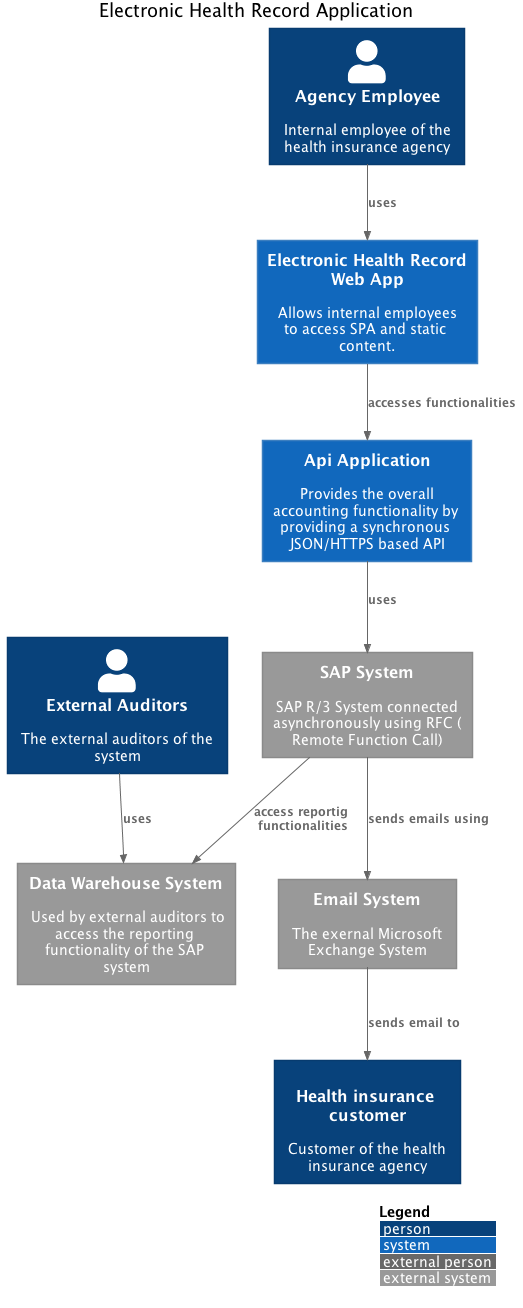 Electronic Health Record Application
Agency Employee
Internal employee of the
health insurance agency
uses
Electronic Health Record
Web App
Allows internal employees
to access SPA and static
content.
accesses functionalities
Api Application
Provides the overall
accounting functionality by
providing a synchronous
JSON/HTTPS based API
uses
SAP System
SAP R/3 System connected
asynchronously using RFC (
Remote Function Call)
External Auditors
The external auditors of the
system
uses
access reportig
functionalities
sends emails using
Data Warehouse System
Used by external auditors to
access the reporting
functionality of the SAP
system
Email System
The exernal Microsoft
Exchange System
sends email to
Health insurance
customer
Customer of the health
insurance agency
Legend
person
system
external person
external system